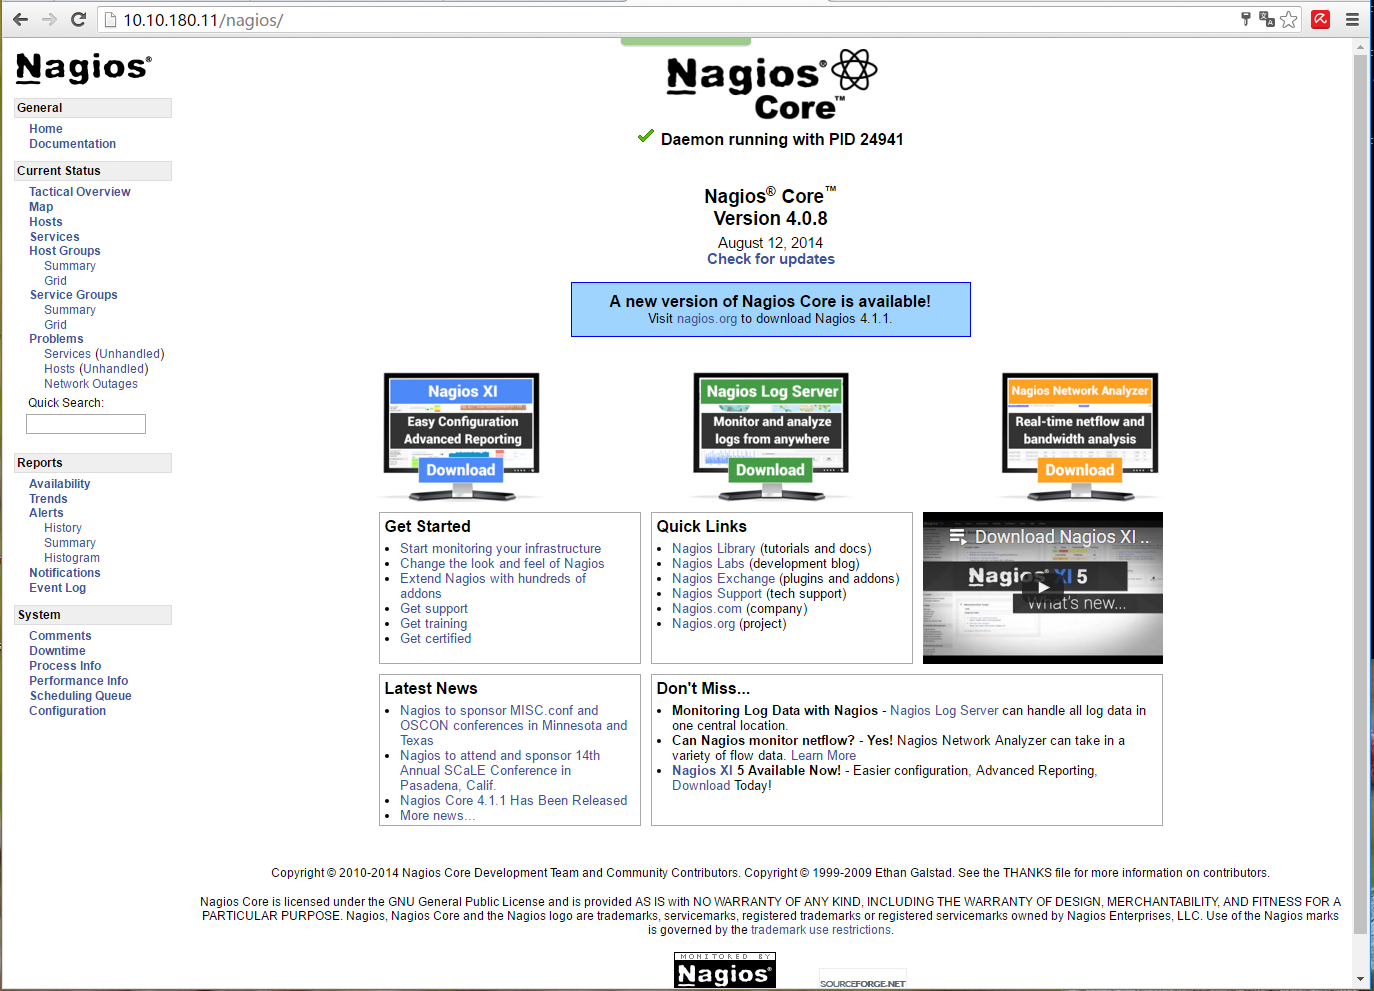 10.10.180.11/nagios/
Nagios®
General
Home
Documentation
Current Status
Tactical Overview
Map
Hosts
Services
Host Groups
Summary
Grid
Service Groups
Summary
Grid
Problems
Services (Unhandled)
Hosts (Unhandled)
Network Outages
Quick Search:
Reports
Availability
Trends
Alerts
History
Summary
Histogram
Notifications
Event Log
System
Comments
Downtime
Process Info
Performance Info
Scheduling Queue
Configuration
Nagios®
Core™
Daemon running with PID 24941
Nagios® Core™
Version 4.0.8
August 12, 2014
Check for updates
A new version of Nagios Core is available!
Visit nagios.org to download Nagios 4.1.1.
Nagios XI
Easy Configuration
Advanced Reporting
Download
Nagios Log Server
Monitor and analyze
logs from anywhere
Download
Nagios Network Analyzer
Real-time netflow and
bandwidth analysis
Download
Get Started
Start monitoring your infrastructure
Change the look and feel of Nagios
Extend Nagios with hundreds of
addons
Get support
Get training
Get certified
Quick Links
Nagios Library (tutorials and docs)
Nagios Labs (development blog)
Nagios Exchange (plugins and addons)
Nagios Support (tech support)
Nagios.com (company)
Nagios.org (project)
Download Nagios XI ..
Nagios XI 5
What's new...
Latest News
Nagios to sponsor MISC.conf and
OSCON conferences in Minnesota and
Texas
Nagios to attend and sponsor 14th
Annual SCaLE Conference in
Pasadena, Calif.
Nagios Core 4.1.1 Has Been Released
More news...
Don't Miss...
Monitoring Log Data with Nagios - Nagios Log Server can handle all log data in
one central location.
Can Nagios monitor netflow? - Yes! Nagios Network Analyzer can take in a
variety of flow data. Learn More
Nagios XI 5 Available Now! - Easier configuration, Advanced Reporting,
Download Today!
Copyright © 2010-2014 Nagios Core Development Team and Community Contributors. Copyright © 1999-2009 Ethan Galstad. See the THANKS file for more information on contributors.
Nagios Core is licensed under the GNU General Public License and is provided AS IS with NO WARRANTY OF ANY KIND, INCLUDING THE WARRANTY OF DESIGN, MERCHANTABILITY, AND FITNESS FOR A
PARTICULAR PURPOSE. Nagios, Nagios Core and the Nagios logo are trademarks, servicemarks, registered trademarks or registered servicemarks owned by Nagios Enterprises, LLC. Use of the Nagios marks
is governed by the trademark use restrictions.
MONITORED BY
Nagios®
SOURCEFORGE.NET